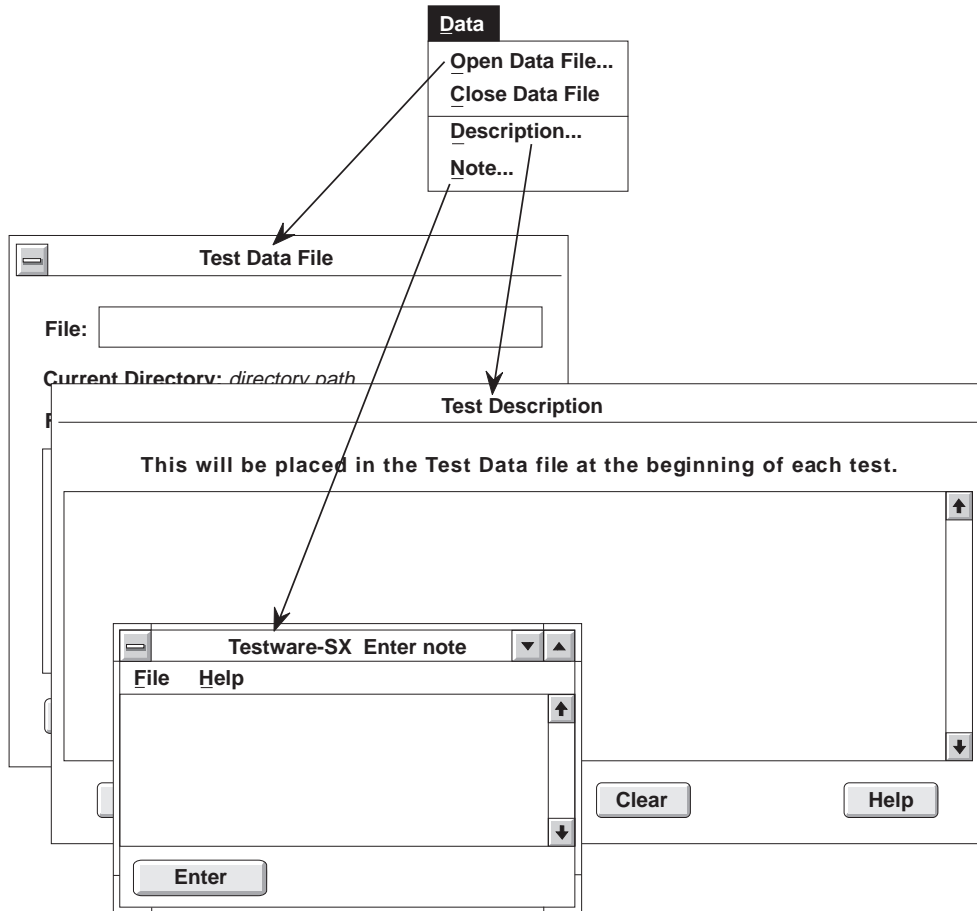 Data
Open Data File...
Close Data File
Description...
Note...
Test Data File
File:
Current Directory: directory path
Test Description
This will be placed in the Test Data file at the beginning of each test.
Testware-SX Enter note
File Help
Enter
Clear
Help